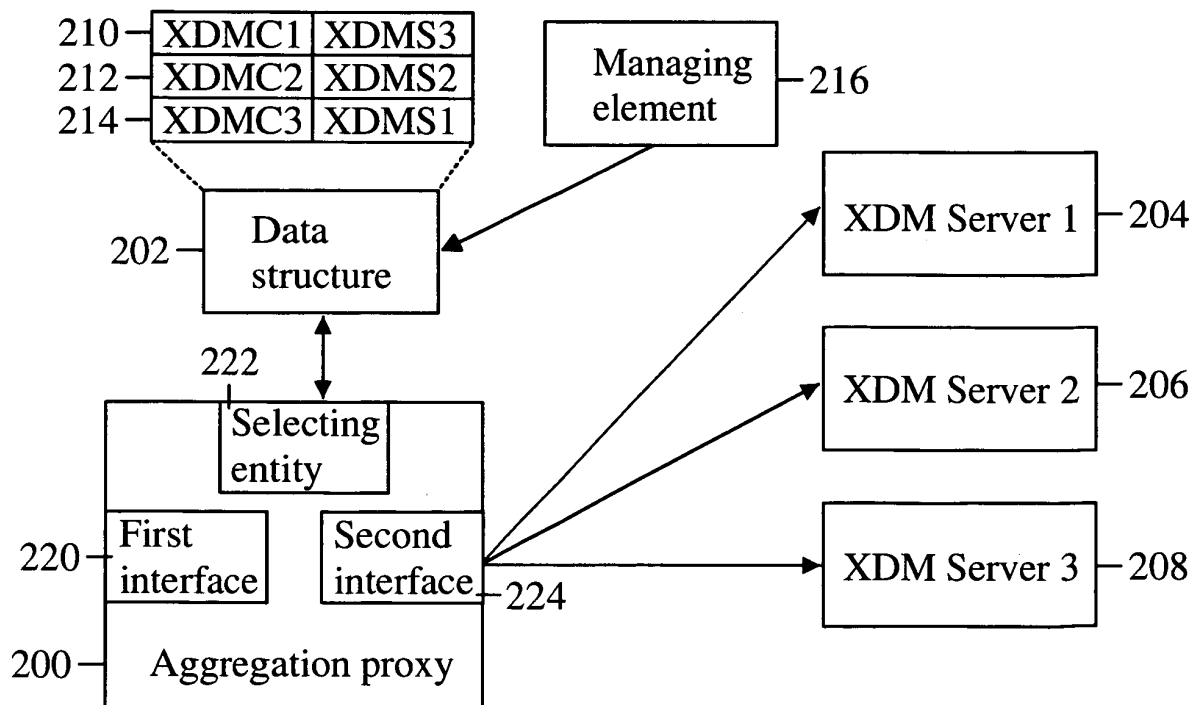 210 XDMC1 XDMS3
212 XDMC2 XDMS2
214 XDMC3 XDMS1
Managing
element
216
202
Data
structure
XDM Server 1 204
XDM Server 2 206
XDM Server 3 208
222
Selecting
entity
220
First
interface
Second
interface
224
200 Aggregation proxy